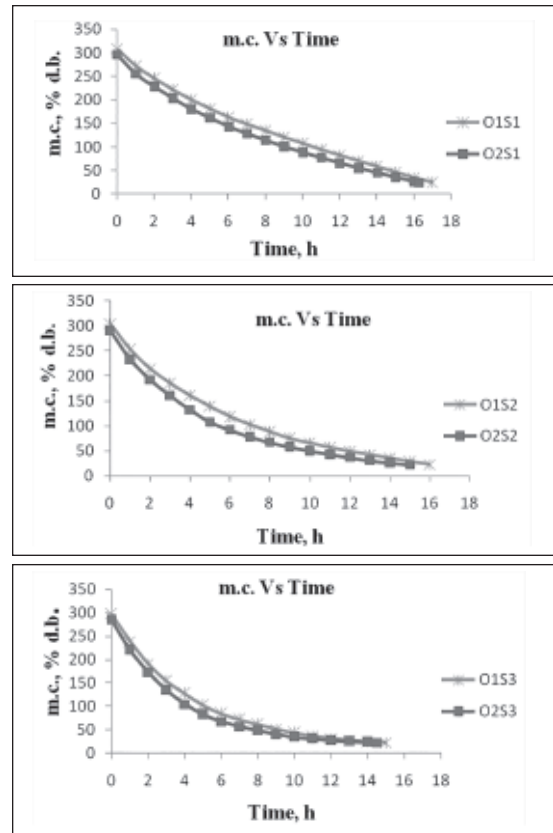 m.c. Vs Time
m.c., % d.b.
350
300
250
200
150
100
50
0
0 2 4 6 8 10 12 14 16 18
Time, h
O1S1
O2S1
m.c. Vs Time
m.c., % d.b.
350
300
250
200
150
100
50
0
0 2 4 6 8 10 12 14 16 18
Time, h
O1S2
O2S2
m.c. Vs Time
m.c., % d.b.
350
300
250
200
150
100
50
0
0 2 4 6 8 10 12 14 16 18
Time, h
O1S3
O2S3